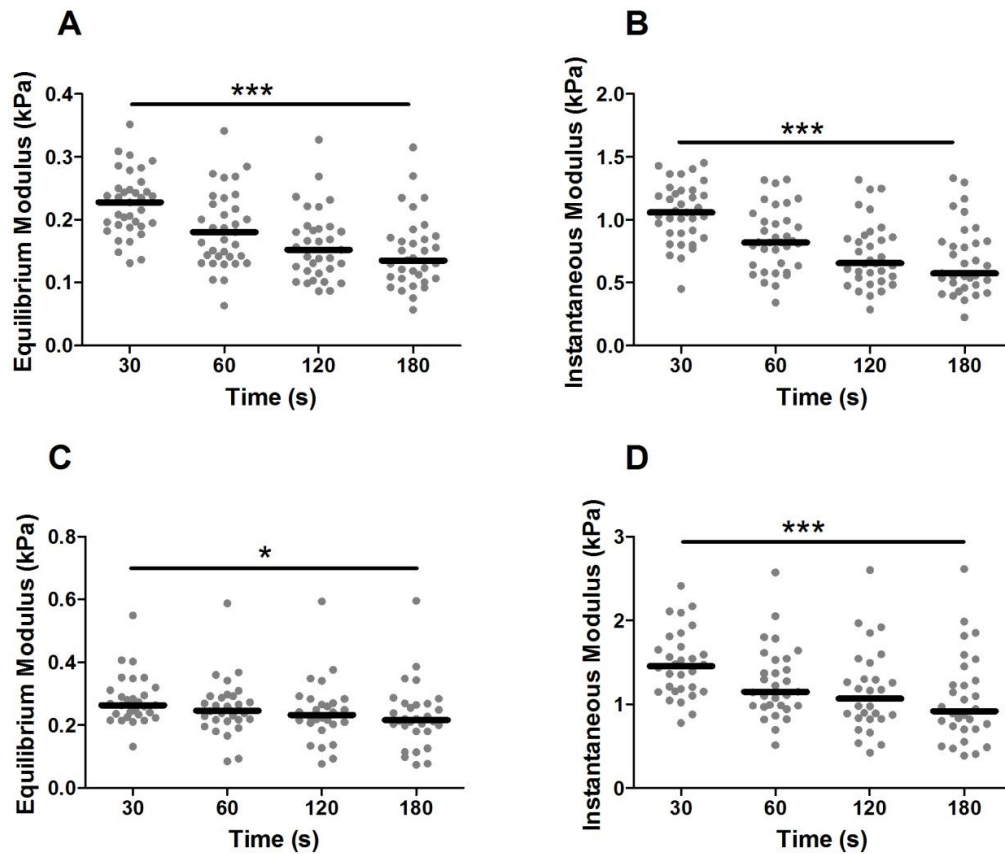 A
Equilibrium Modulus (kPa)
0.4
0.3
0.2
0.1
0.0
***
30 60 120 180
Time (s)
B
Instantaneous Modulus (kPa)
2.0
1.5
1.0
0.5
0.0
***
30 60 120 180
Time (s)
C
Equilibrium Modulus (kPa)
0.8
0.6
0.4
0.2
0.0
*
30 60 120 180
Time (s)
D
Instantaneous Modulus (kPa)
3
2
1
0
***
30 60 120 180
Time (s)